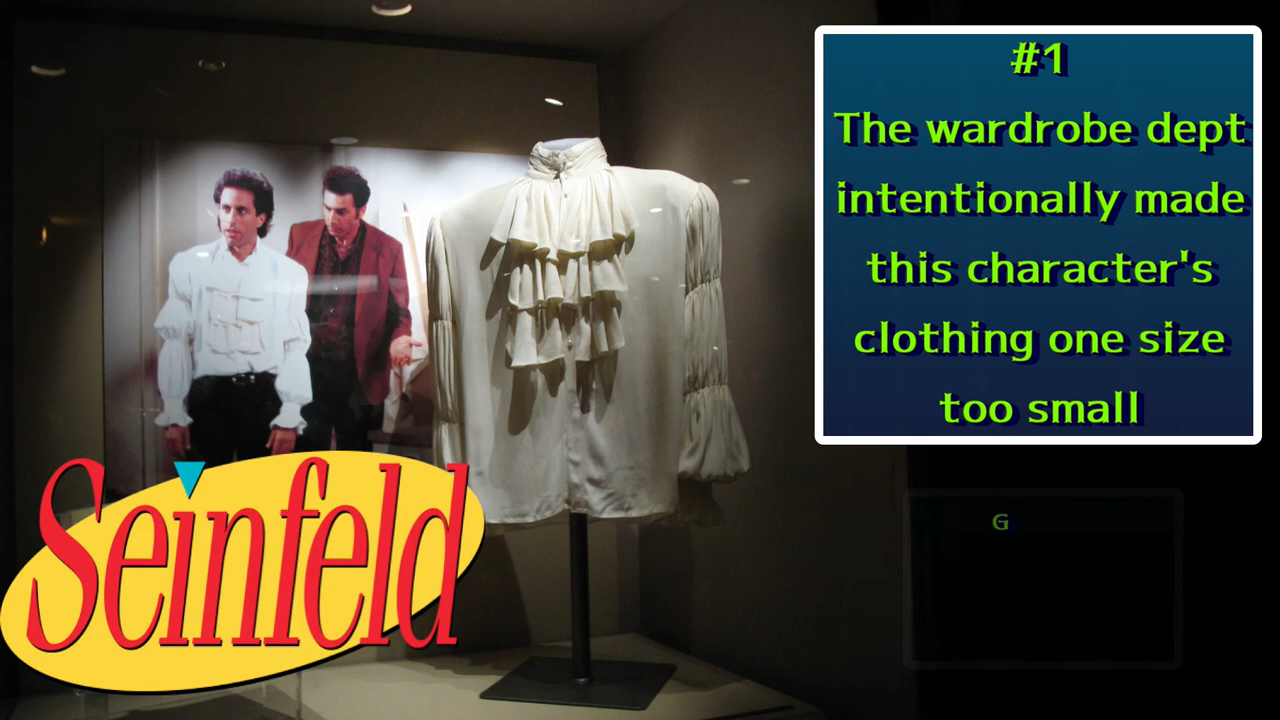 #1
The wardrobe dept
intentionally made
this character's
clothing one size
too small
G
Seinfeld